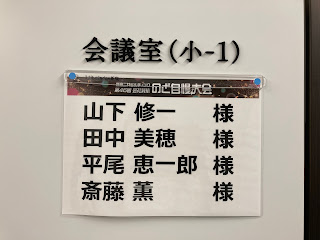 会議室(小-1)
のど自慢大会
山下 修一 様
田中 美穂 様
平尾 恵一郎 様
斎藤 薫 様